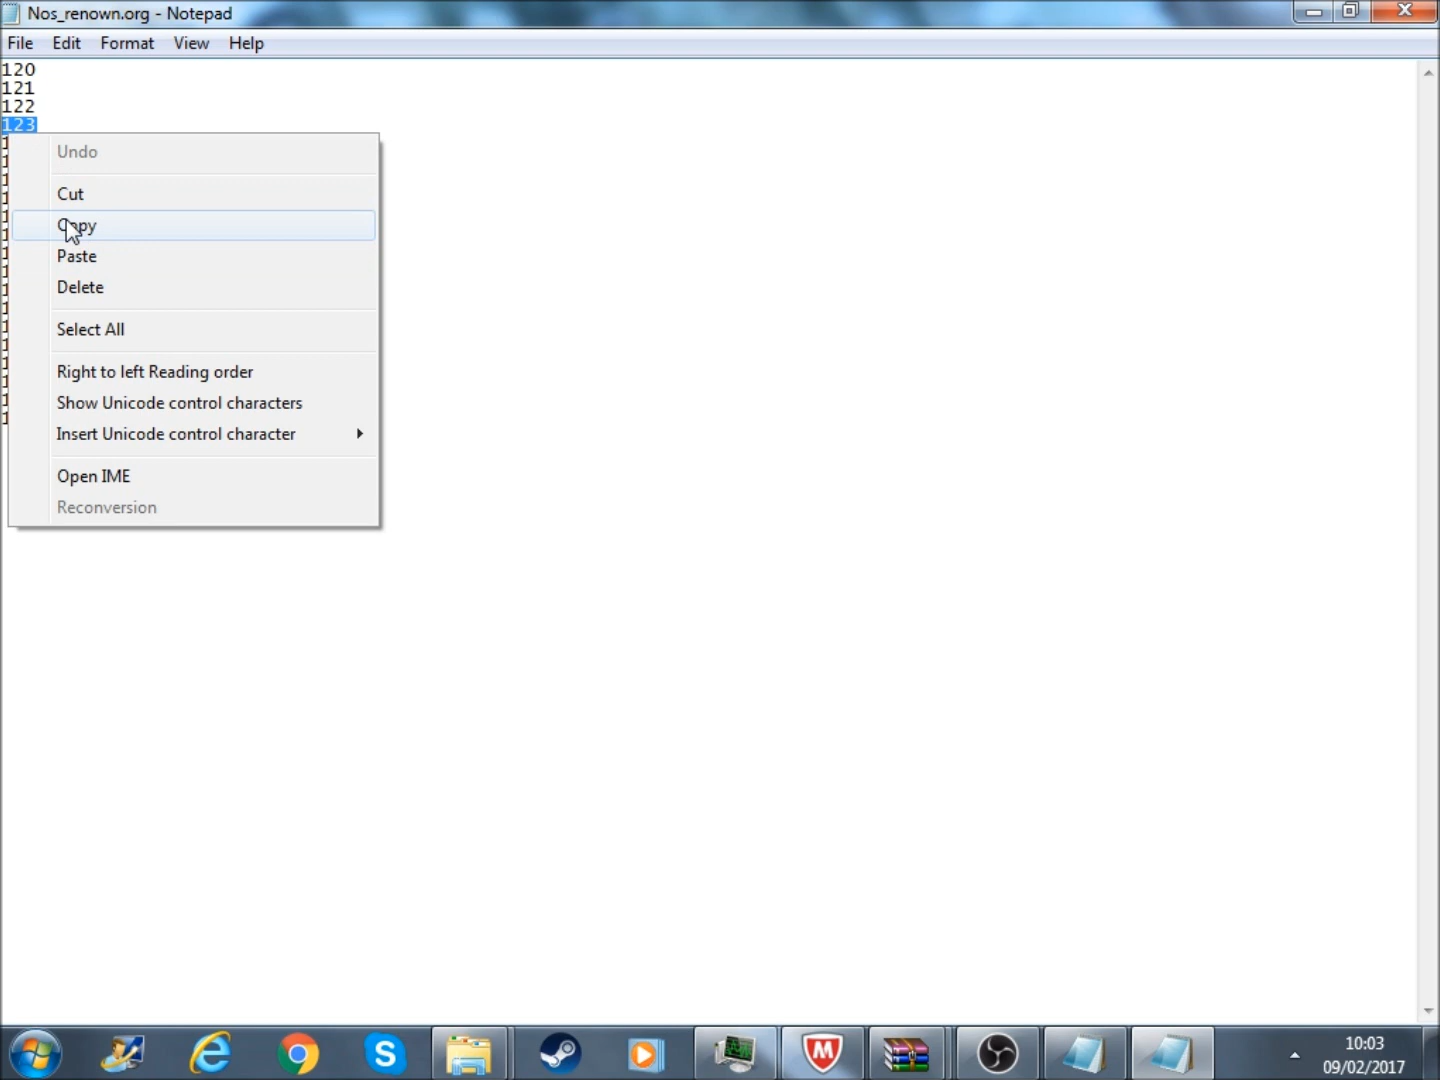 Nos_renown.org - Notepad
File Edit Format View Help
120
121
122
123
Undo
Cut
Copy
Paste
Delete
Select All
Right to left Reading order
Show Unicode control characters
Insert Unicode control character
Open IME
Reconversion
10:03
09/02/2017